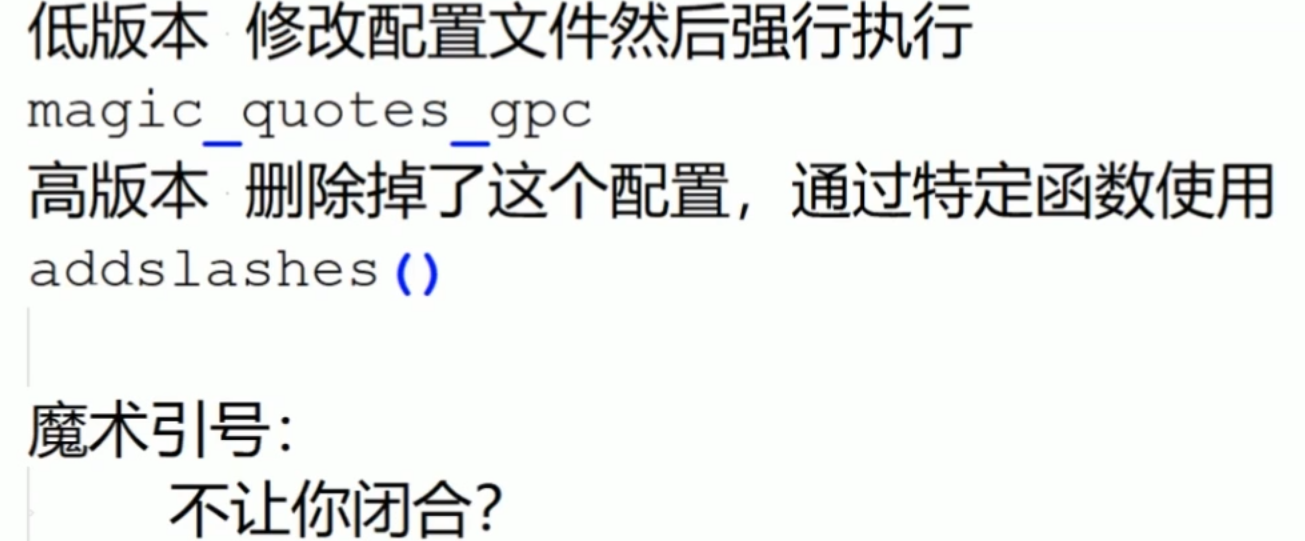 低版本 修改配置文件然后强行执行
magic_quotes_gpc
高版本 删除掉了这个配置，通过特定函数使用
addslashes()
魔术引号：
不让你闭合？